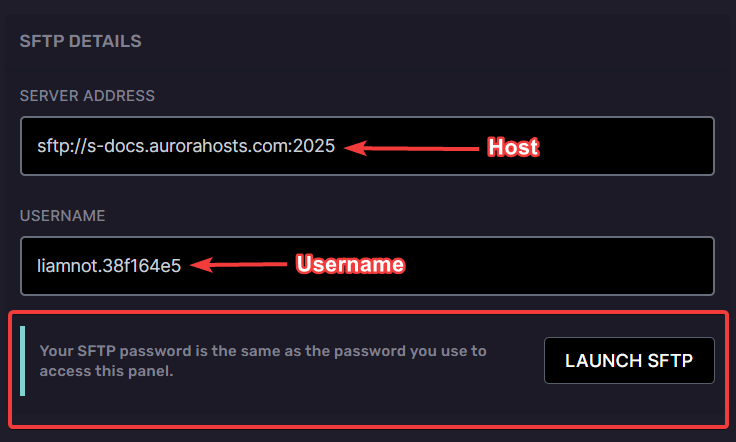 SFTP DETAILS
SERVER ADDRESS
sftp://s-docs.aurorahosts.com:2025
Host
USERNAME
liamnot.38f164e5
Username
Your SFTP password is the same as the password you use to
access this panel.
LAUNCH SFTP